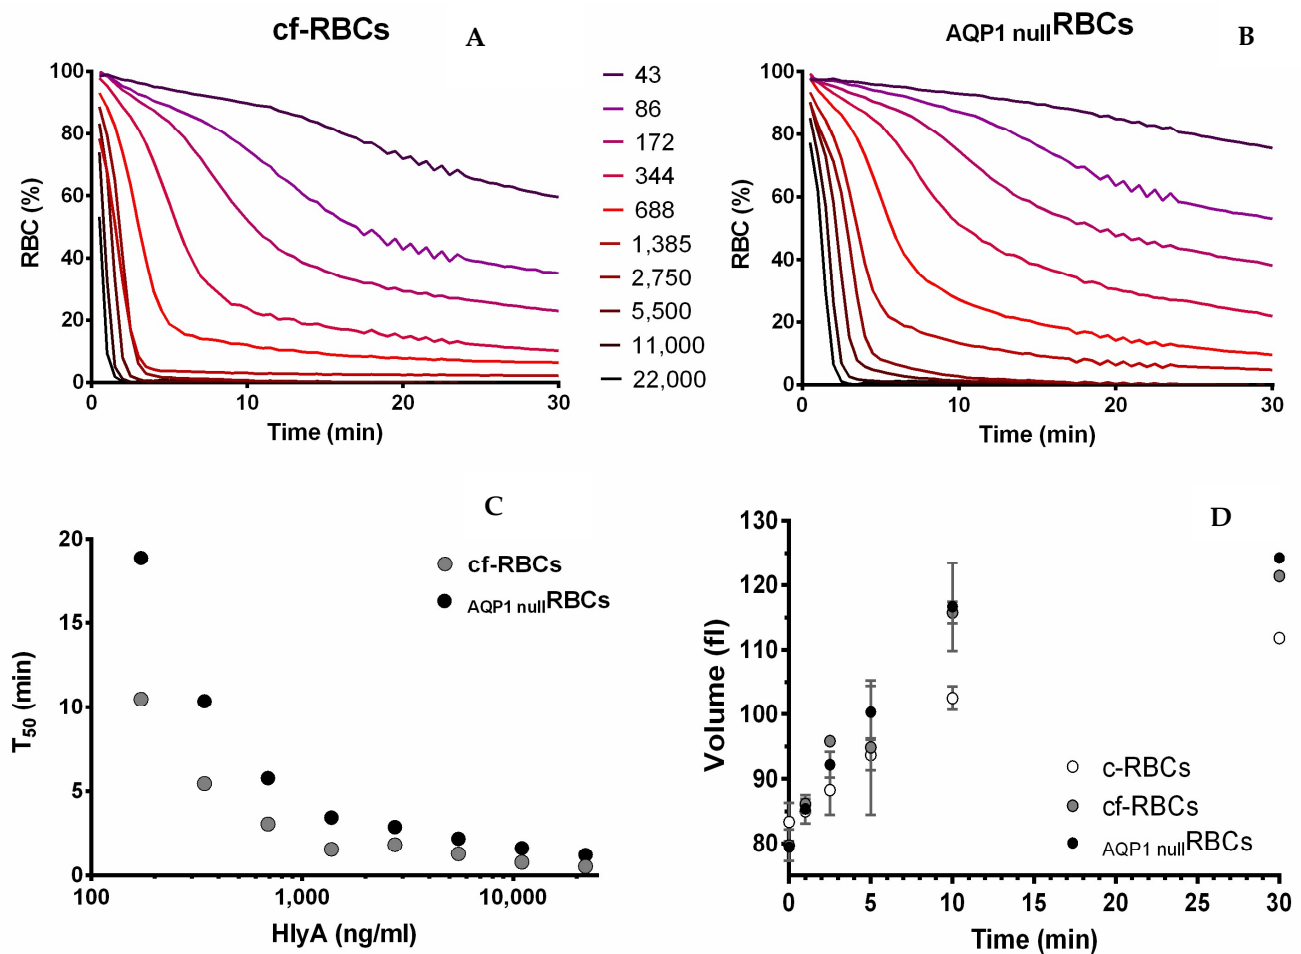 cf-RBCs
A
100
80
60
40
20
0
RBC (%)
0
10
20
30
Time (min)
43
86
172
344
688
1,385
2,750
5,500
11,000
22,000
AQP1 nullRBCs
B
100
80
60
40
20
0
RBC (%)
0
10
20
30
Time (min)
C
20
15
10
5
0
T50 (min)
100
1,000
10,000
HlyA (ng/ml)
cf-RBCs
AQP1 nullRBCs
D
130
120
110
100
90
80
Volume (fl)
0
5
10
15
20
25
30
Time (min)
c-RBCs
cf-RBCs
AQP1 nullRBCs